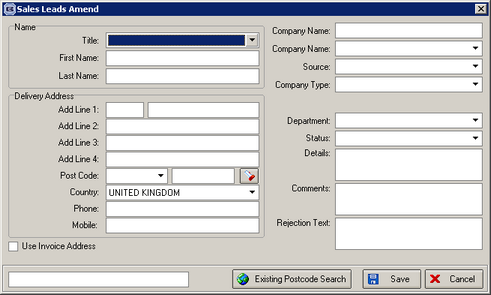 Sales Leads Amend
Name
Title:
First Name:
Last Name:
Delivery Address
Add Line 1:
Add Line 2:
Add Line 3:
Add Line 4:
Post Code:
Country: UNITED KINGDOM
Phone:
Mobile:
Use Invoice Address
Company Name:
Company Name:
Source:
Company Type:
Department:
Status:
Details:
Comments:
Rejection Text:
Existing Postcode Search
Save
Cancel